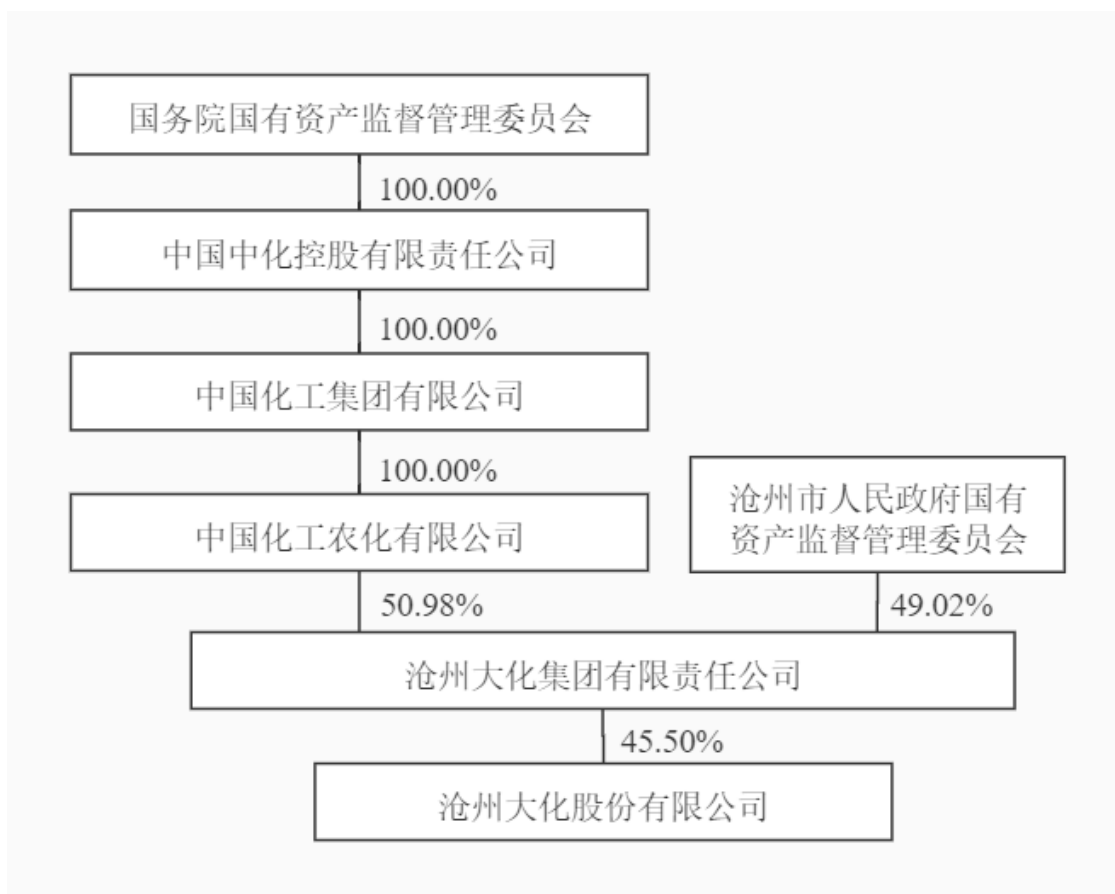 国务院国有资产监督管理委员会
100.00%
中国中化控股有限责任公司
100.00%
中国化工集团有限公司
100.00%
中国化工农化有限公司
沧州市人民政府国有
资产监督管理委员会
50.98%
49.02%
沧州大化集团有限责任公司
45.50%
沧州大化股份有限公司